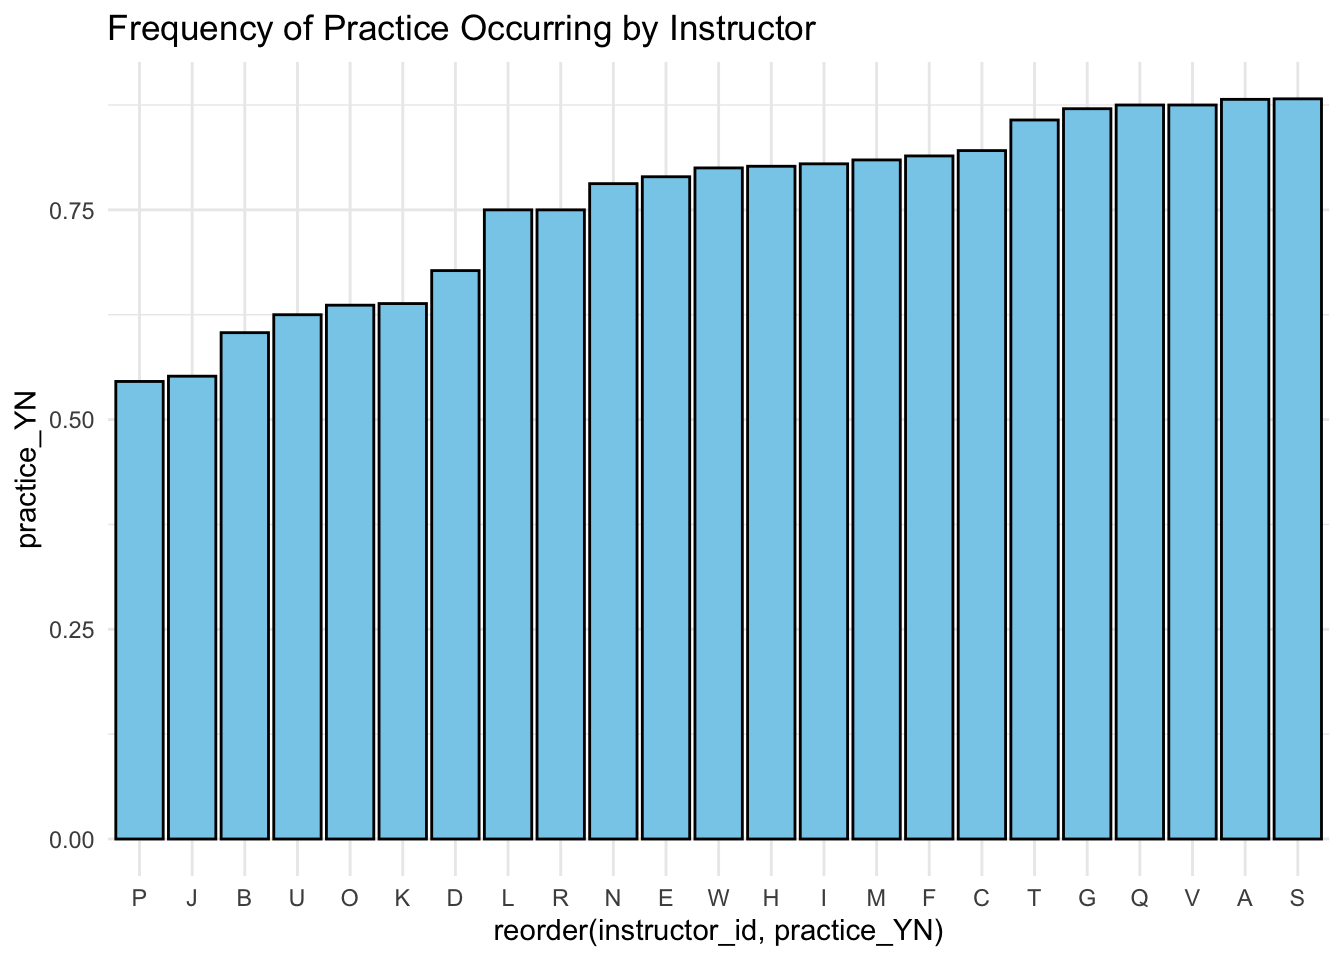 Frequency of Practice Occurring by Instructor
practice_YN
0.75
0.50
0.25
0.00
P J B U O K D L R N E W H I M F C T G Q V A S
reorder(instructor_id, practice_YN)